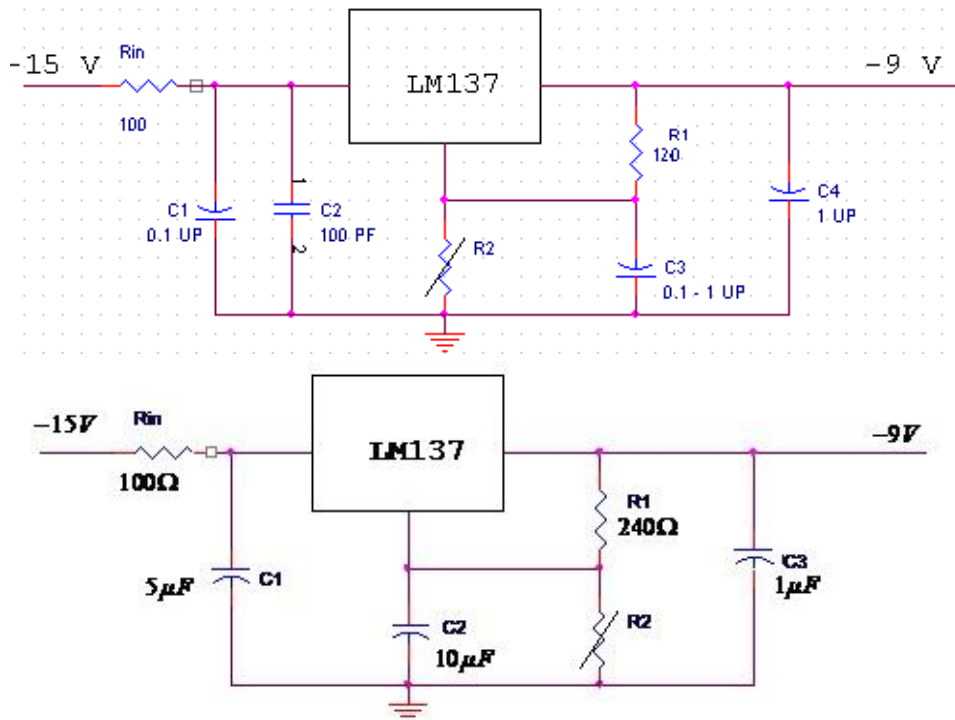 -15 V
Rin
100
LM137
-9 V
R1
120
C1
0.1 UP
1
2
C2
100 PF
R2
C3
0.1 - 1 UP
C4
1 UP
-15V
Rin
100Ω
LM137
-9V
R1
240Ω
5μF
C1
C2
10μF
R2
C3
1μF